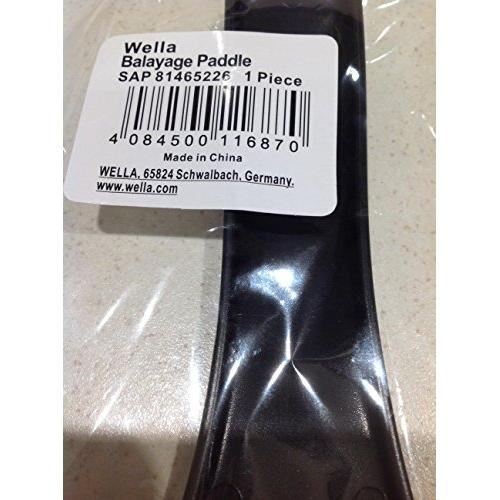 Wella
Balayage Paddle
SAP 81465226 1 Piece
4 084500 116870
Made in China
WELLA, 65824 Schwalbach, Germany.
www.wella.com